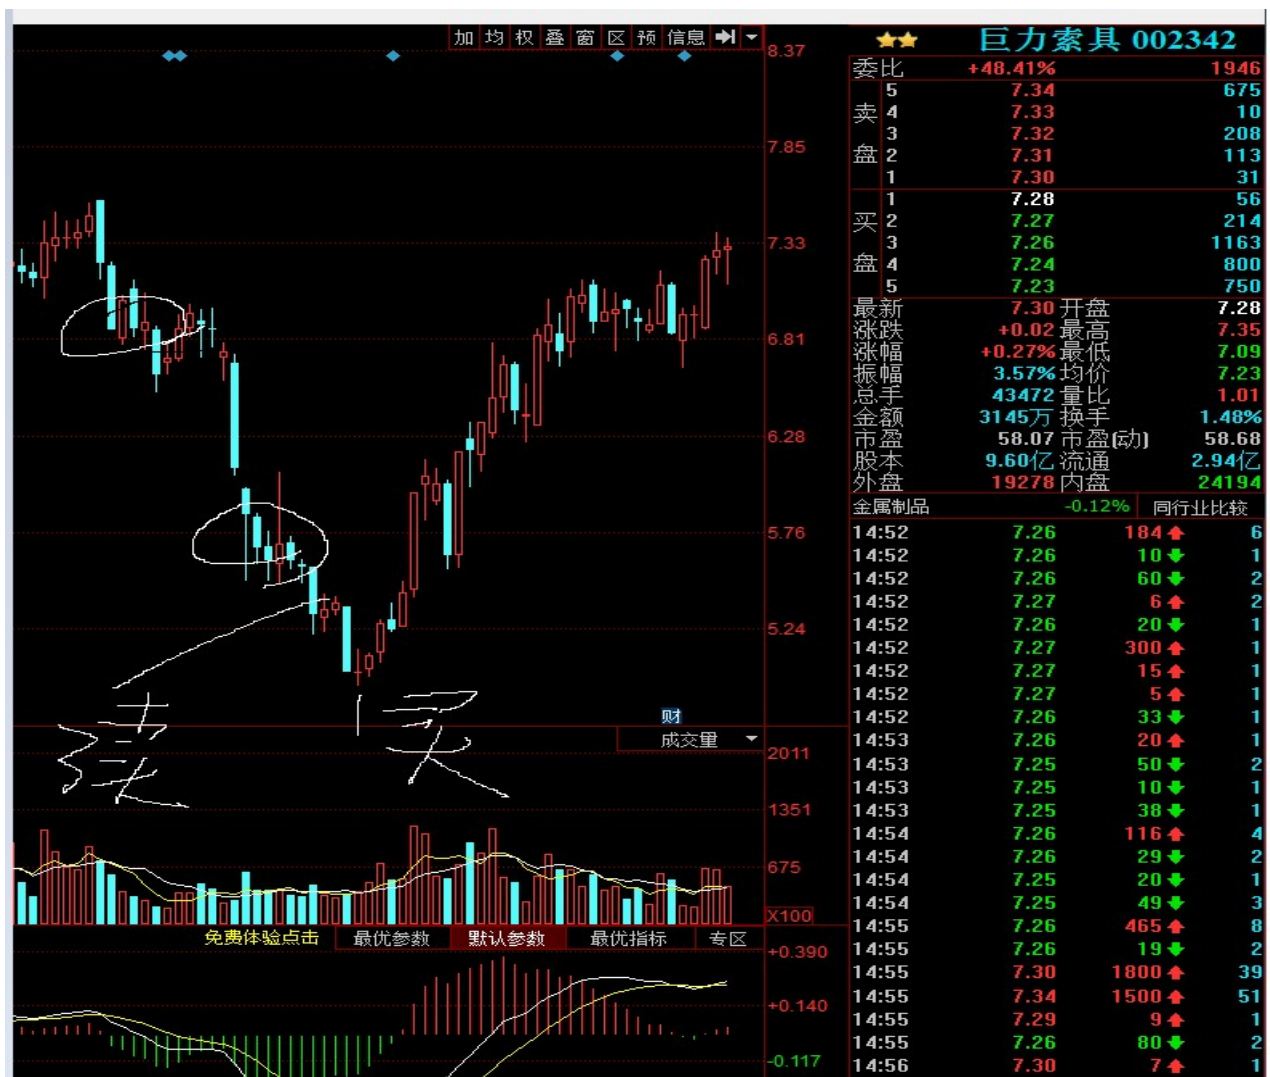 加 均 权 叠 窗 区 预 信息
巨力索具 002342
委比 +48.41% 1946
卖盘
5 7.34 675
4 7.33 10
3 7.32 208
2 7.31 113
1 7.30 31
买盘
1 7.28 56
2 7.27 214
3 7.26 1163
4 7.24 800
5 7.23 750
最新 7.30 开盘 7.28
涨跌 +0.02 最高 7.35
涨幅 +0.27% 最低 7.09
振幅 3.57% 均价 7.23
总手 43472 量比 1.01
金额 3145万 换手 1.48%
市盈 58.07 市盈(动) 58.68
股本 9.60亿 流通 2.94亿
外盘 19278 内盘 24194
金属制品 -0.12% 同行业比较
14:52 7.26 184 6
14:52 7.26 10 1
14:52 7.26 60 2
14:52 7.27 6 2
14:52 7.26 20 1
14:52 7.27 300 1
14:52 7.27 15 1
14:52 7.27 5 1
14:52 7.26 33 1
14:53 7.26 20 1
14:53 7.25 50 2
14:53 7.25 10 1
14:53 7.25 38 1
14:54 7.26 116 4
14:54 7.26 29 2
14:54 7.25 20 1
14:54 7.25 49 3
14:55 7.26 465 8
14:55 7.26 19 2
14:55 7.30 1800 39
14:55 7.34 1500 51
14:55 7.29 9 1
14:55 7.26 80 2
14:56 7.30 7 1
8.37
7.85
7.33
6.81
6.28
5.76
5.24
财
成交量
2011
1351
675
X100
免费体验点击 最优参数 默认参数 最优指标 专区
+0.390
+0.140
-0.117